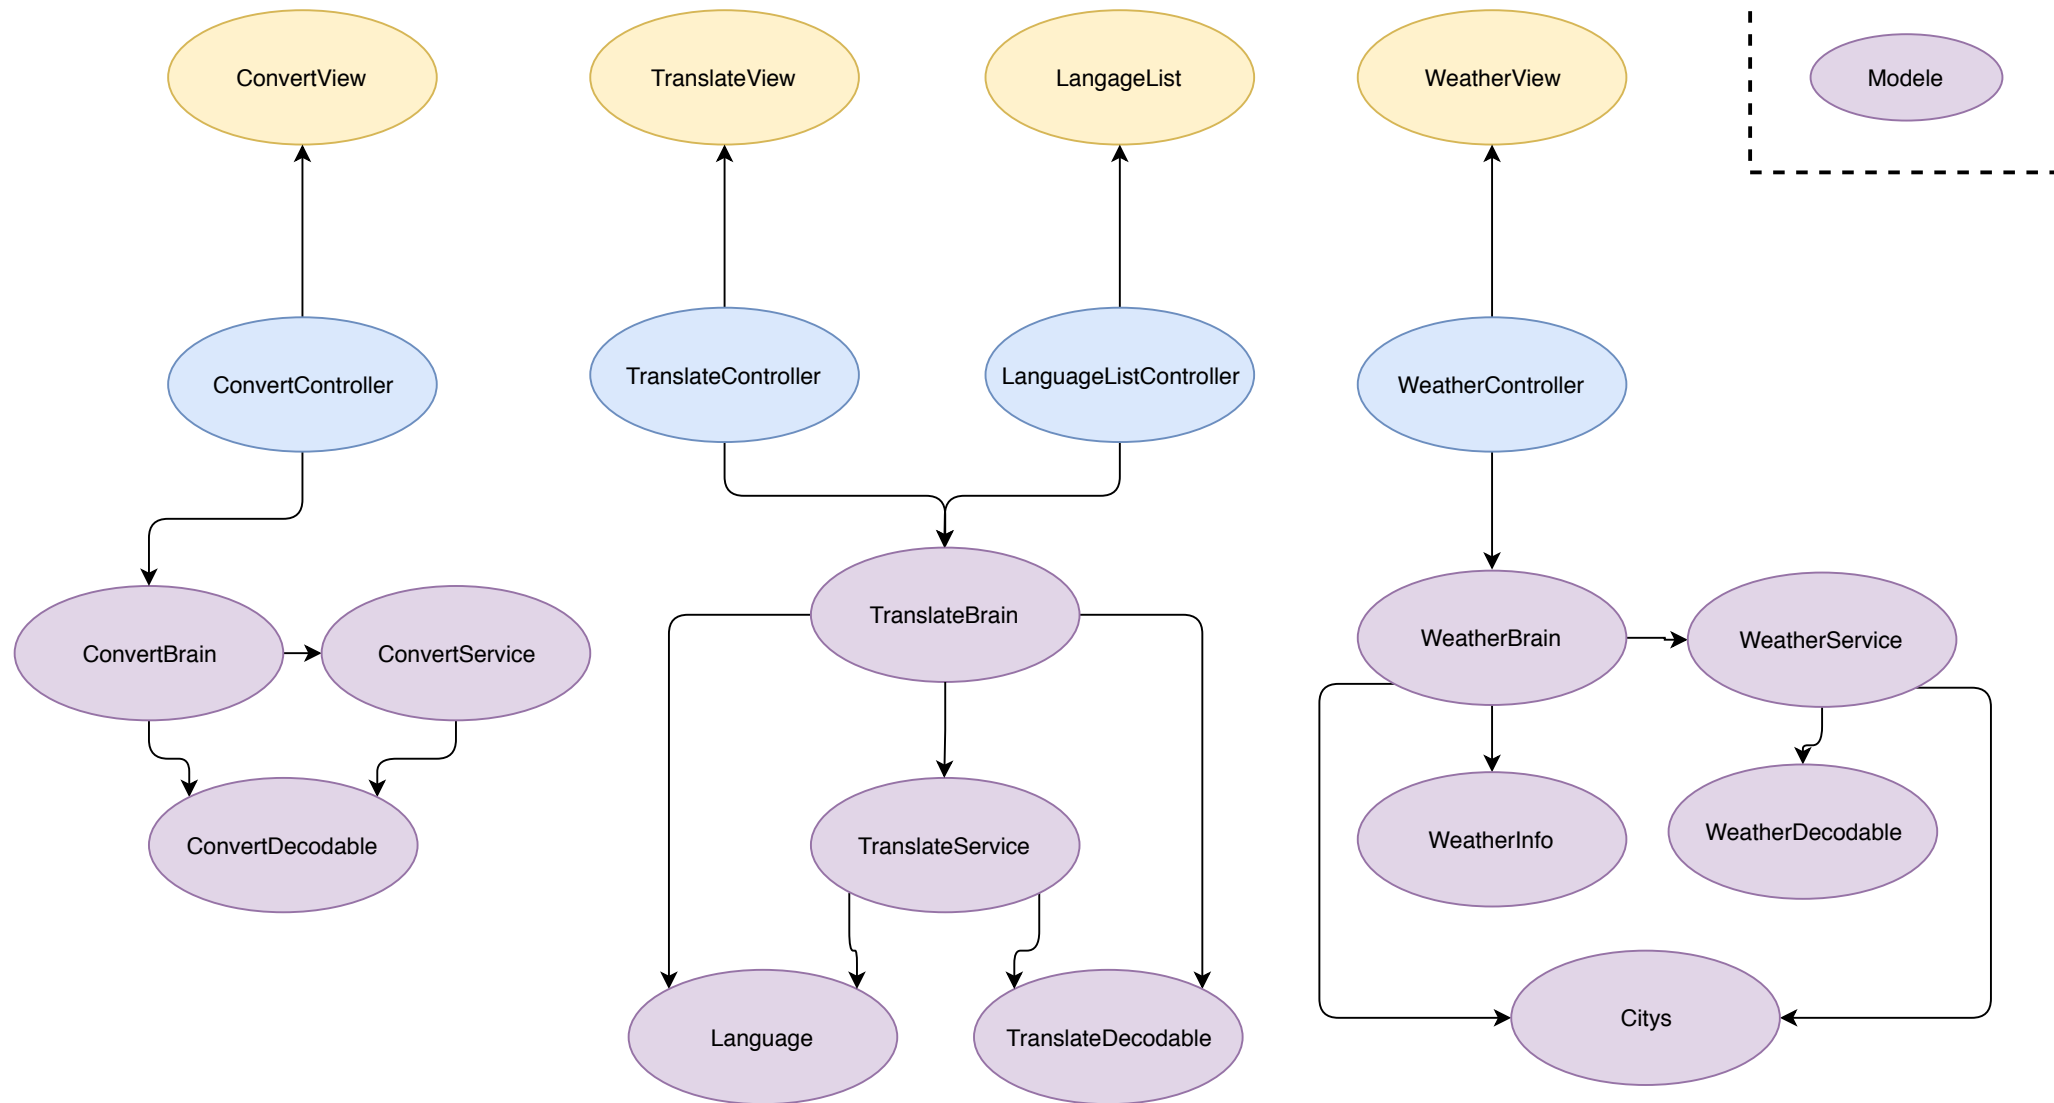 ConvertView
TranslateView
LangageList
WeatherView
Modele
ConvertController
TranslateController
LanguageListController
WeatherController
ConvertBrain
ConvertService
TranslateBrain
WeatherBrain
WeatherService
ConvertDecodable
TranslateService
WeatherInfo
WeatherDecodable
Language
TranslateDecodable
Citys